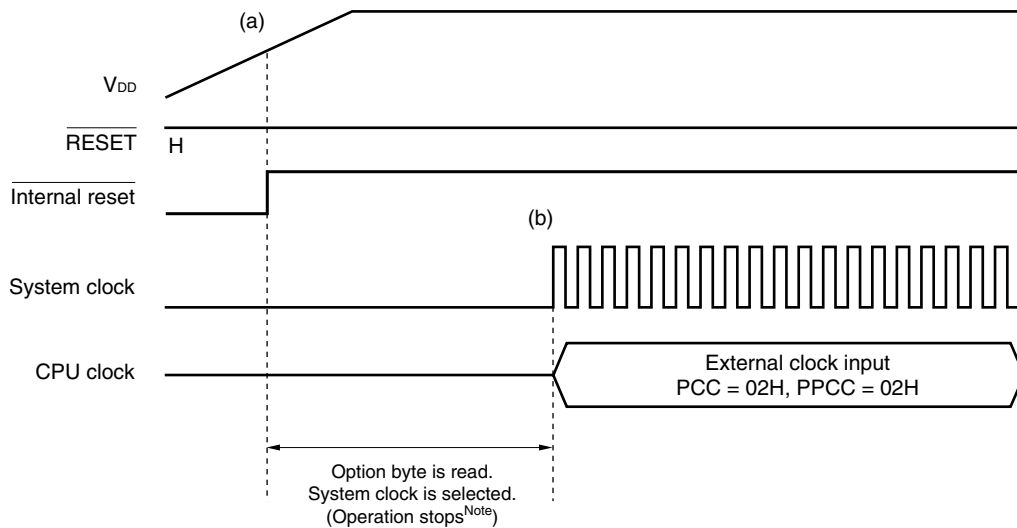 (a)
VDD
RESET
H
Internal reset
(b)
System clock
CPU clock
External clock input
PCC = 02H, PPCC = 02H
Option byte is read.
System clock is selected.
(Operation stopsNote)